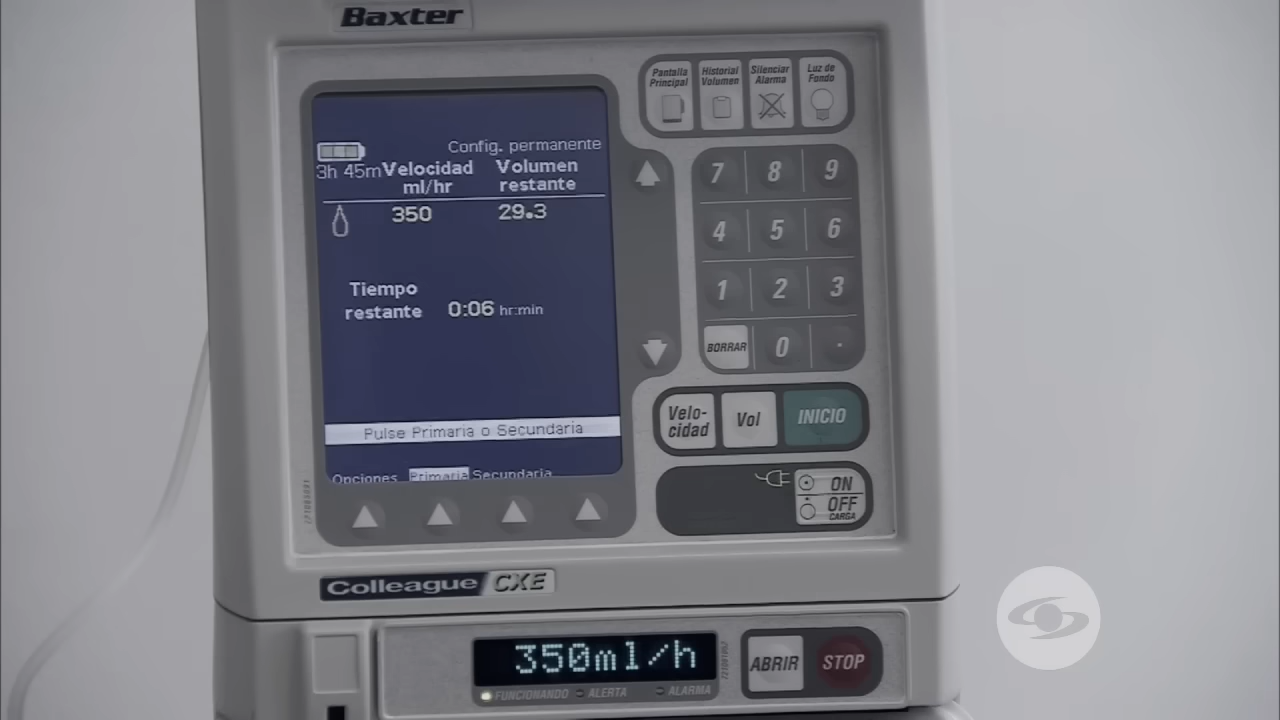 Baxter
Pantalla Principal
Historial Volumen
Silenciar Alarma
Luz de Fondo
Config. permanente
3h 45m
Velocidad ml/hr
Volumen restante
350
29.3
Tiempo restante
0:06 hr:min
Pulse Primaria o Secundaria
Opciones Primaria Secundaria
7 8 9
4 5 6
1 2 3
BORRAR 0 .
Velo-
cidad
Vol
INICIO
ON
OFF
CARGA
Colleague CXE
350ml/h
FUNCIONANDO ALERTA ALARMA
ABRIR
STOP